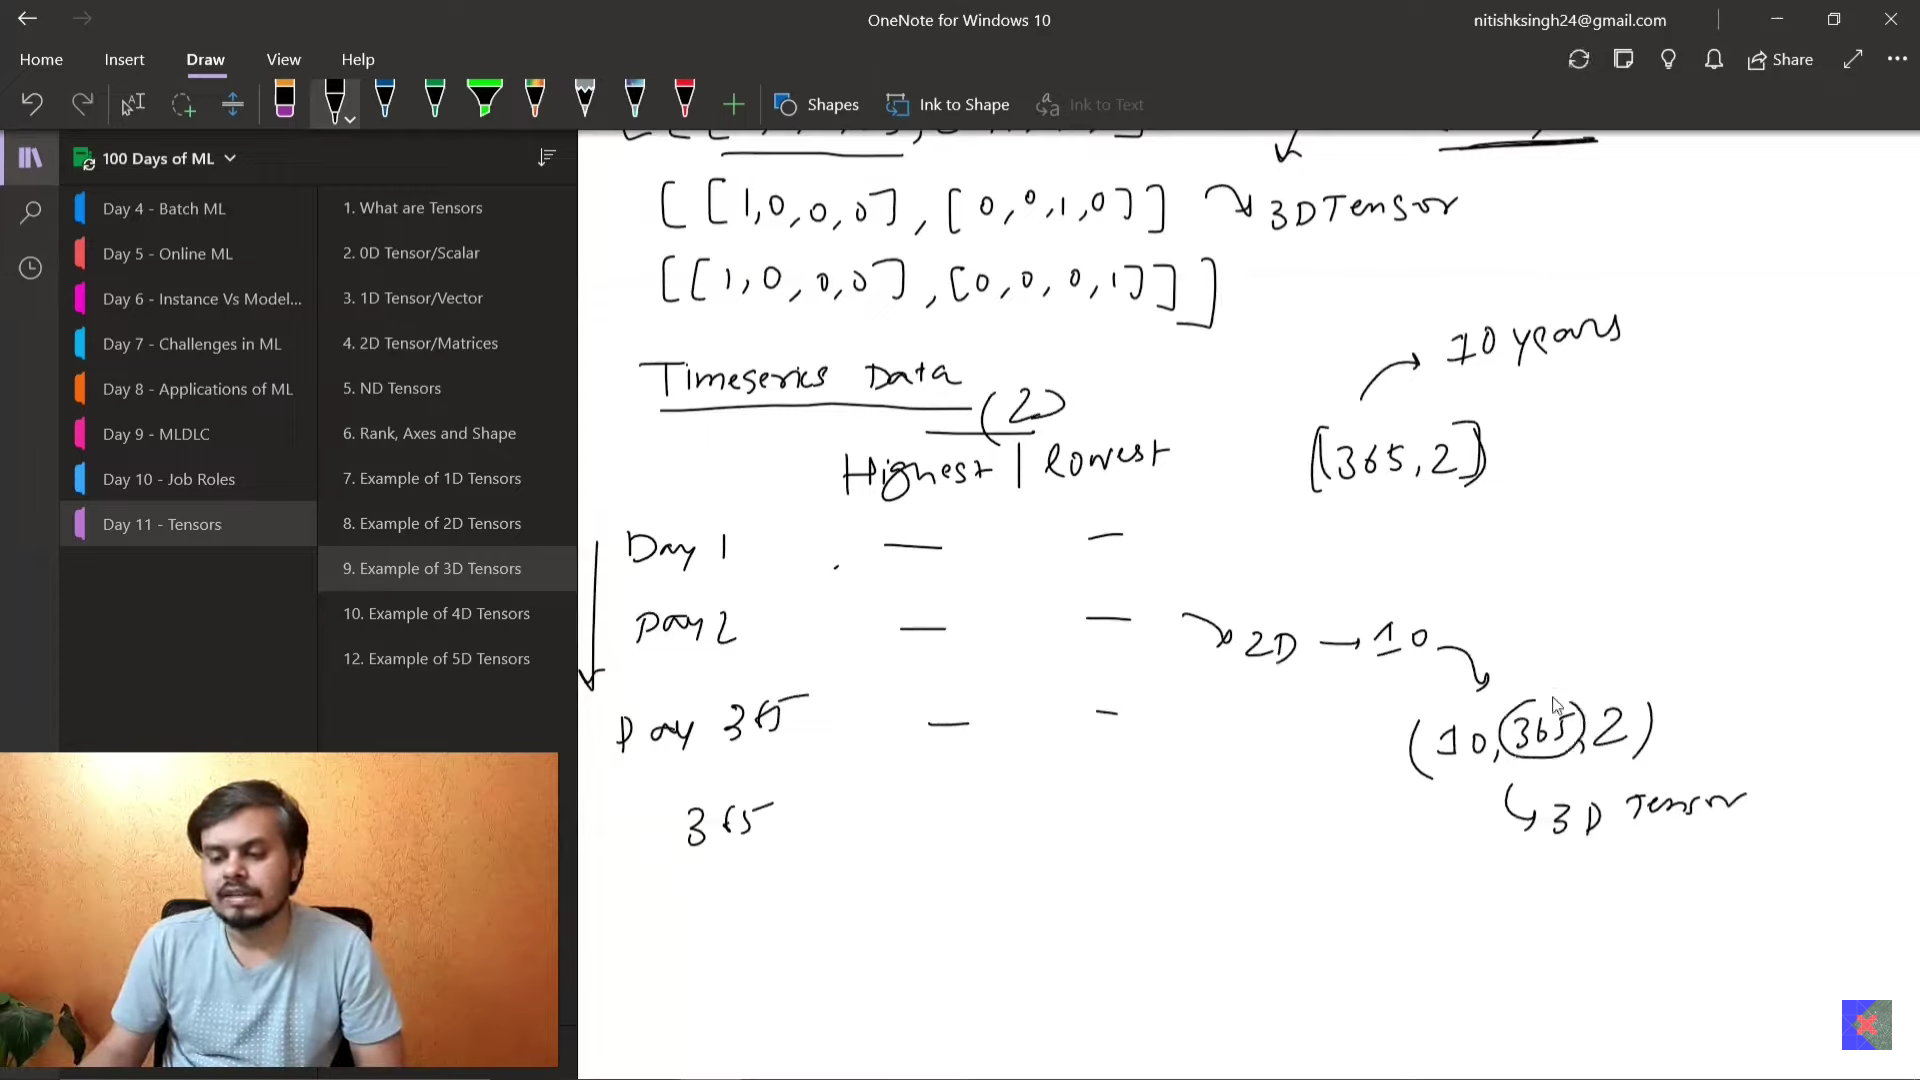 OneNote for Windows 10
nitishksingh24@gmail.com
Home Insert Draw View Help
Share
Shapes Ink to Shape Ink to Text
100 Days of ML
Day 4 - Batch ML
Day 5 - Online ML
Day 6 - Instance Vs Model...
Day 7 - Challenges in ML
Day 8 - Applications of ML
Day 9 - MLDLC
Day 10 - Job Roles
Day 11 - Tensors
1. What are Tensors
2. 0D Tensor/Scalar
3. 1D Tensor/Vector
4. 2D Tensor/Matrices
5. ND Tensors
6. Rank, Axes and Shape
7. Example of 1D Tensors
8. Example of 2D Tensors
9. Example of 3D Tensors
10. Example of 4D Tensors
12. Example of 5D Tensors
[[1,0,0,0],[0,0,1,0]] 3D Tensor
[[1,0,0,0],[0,0,0,1]]]
10 years
Timeseries Data
(2)
Highest | lowest
[365,2]
Day 1
Day 2
2D → 10
Day 365
(10,365,2)
3D Tensor
365